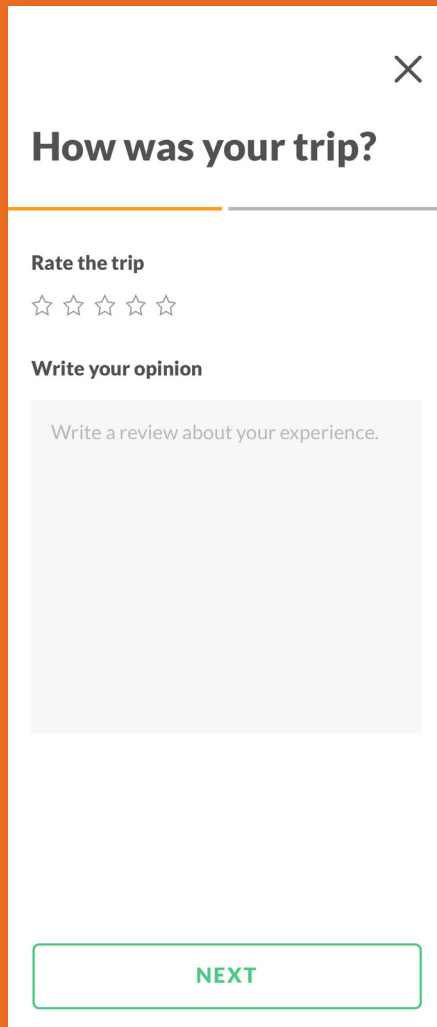 How was your trip?
Rate the trip
Write your opinion
Write a review about your experience.
NEXT